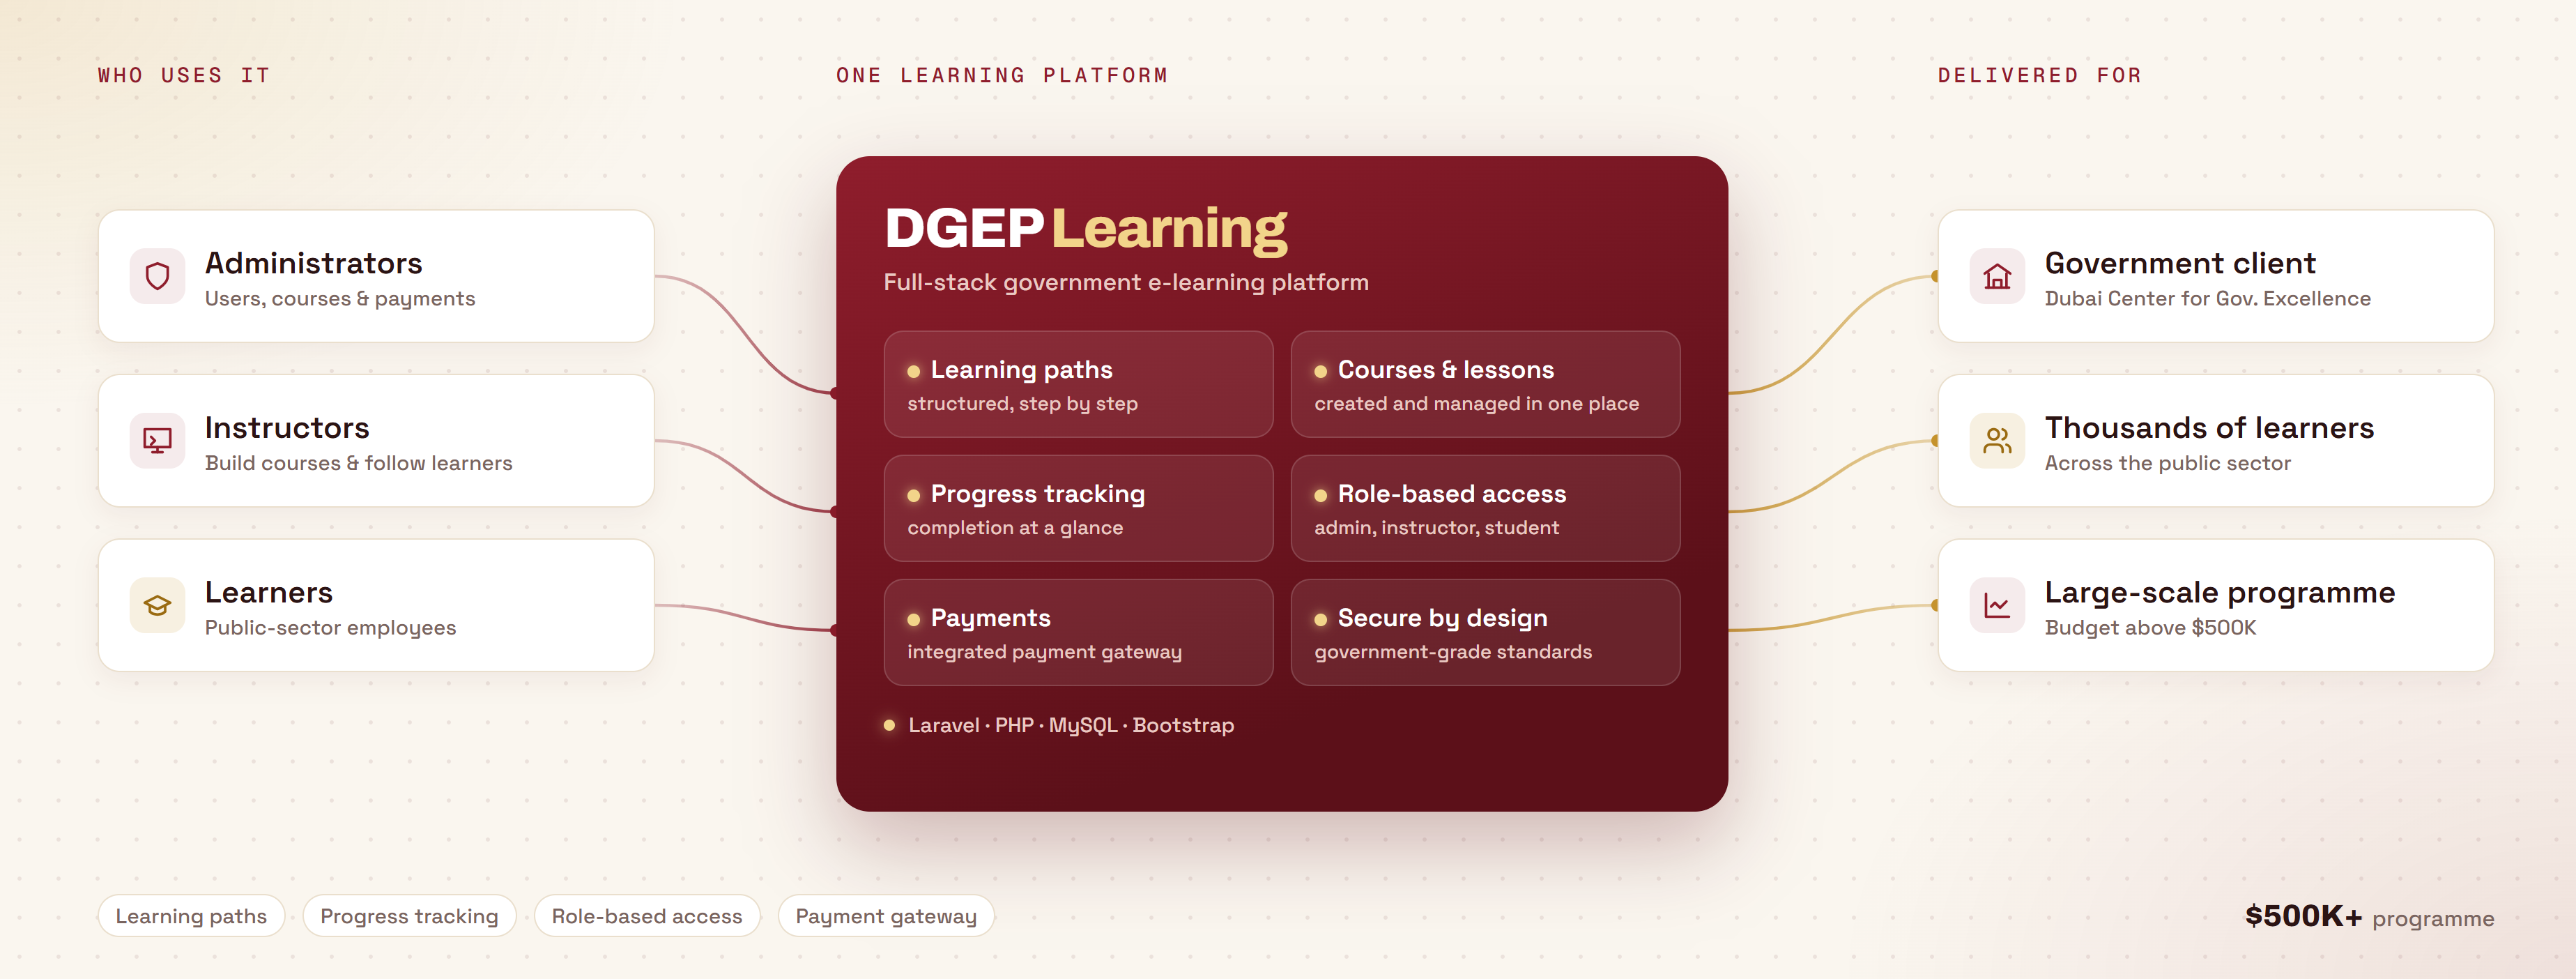 WHO USES IT
Administrators
Users, courses & payments
Instructors
Build courses & follow learners
Learners
Public-sector employees
ONE LEARNING PLATFORM
DGEP Learning
Full-stack government e-learning platform
Learning paths
structured, step by step
Courses & lessons
created and managed in one place
Progress tracking
completion at a glance
Role-based access
admin, instructor, student
Payments
integrated payment gateway
Secure by design
government-grade standards
Laravel · PHP · MySQL · Bootstrap
DELIVERED FOR
Government client
Dubai Center for Gov. Excellence
Thousands of learners
Across the public sector
Large-scale programme
Budget above $500K
Learning paths
Progress tracking
Role-based access
Payment gateway
$500K+ programme